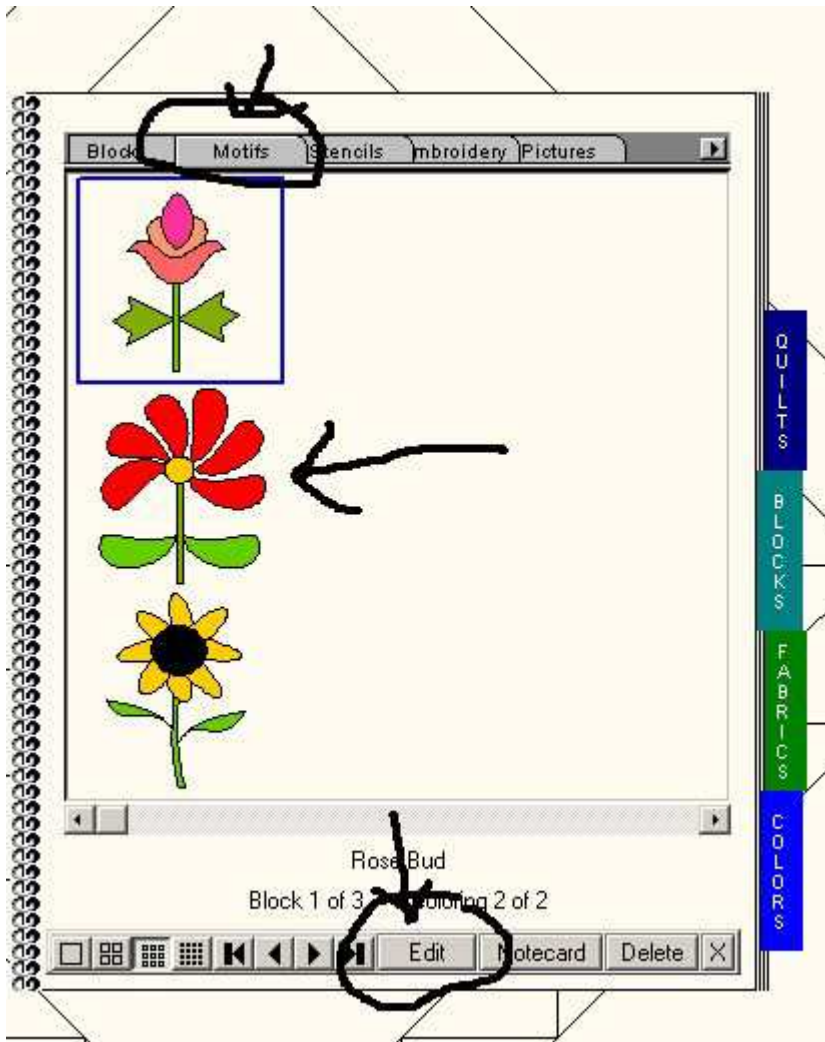 Block Motifs Stencils mbroidery Pictures
QUILTS
BLOCKS
FABRICS
COLORS
Rose Bud
Block 1 of 3 Coloring 2 of 2
Edit Notecard Delete X